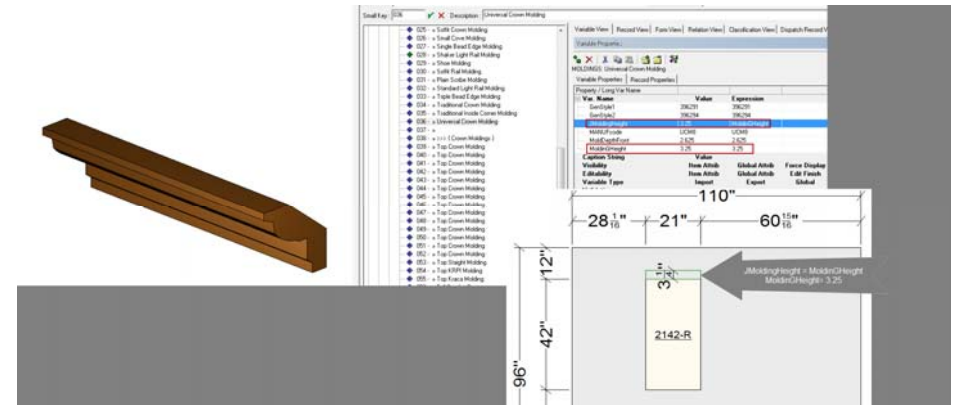 Small Key: 036 Description: Universal Crown Molding
025 - = Soffit Crown Molding
026 - = Small Cove Molding
027 - = Single Bead Edge Molding
028 - = Shaker Light Rail Molding
029 - = Shoe Molding
030 - = Soffit Rail Molding
031 - = Plain Scribe Molding
032 - = Standard Light Rail Molding
033 - = Triple Bead Edge Molding
034 - = Traditional Crown Molding
035 - = Traditional Inside Corner Molding
036 - = Universal Crown Molding
037 - =
038 - = >>> [ Crown Moldings ]
039 - = Top Crown Molding
040 - = Top Crown Molding
041 - = Top Crown Molding
042 - = Top Crown Molding
043 - = Top Crown Molding
044 - = Top Crown Molding
045 - = Top Crown Molding
046 - = Top Crown Molding
047 - = Top Crown Molding
048 - = Top Crown Molding
049 - = Top Crown Molding
050 - = Top Crown Molding
051 - = Top Crown Molding
052 - = Top Crown Molding
053 - = Top Straight Molding
054 - = Top KRPI Molding
055 - = Top Kraca Molding
Variable View | Record View | Form View | Relation View | Classification View | Dispatch Record V
Variable Properties:
MOLDINGS: Universal Crown Molding
Variable Properties | Record Properties
Property / Long Var Name
Var. Name Value Expression
GenStyle1 396291 396291
GenStyle2 396294 396294
JMoldingHeight 3.25 MoldinGHeight
MANUFcode UCM8 UCM8
MoldDepthFront 2.625 2.625
MoldinGHeight 3.25 3.25
Caption String Value
Visibility Item Attrib Global Attrib Force Display
Editability Item Attrib Global Attrib Edit Finish
Variable Type Import Export Global
110"
28 1/16" 21" 60 15/16"
12"
3 1/4"
JMoldingHeight = MoldinGHeight
MoldinGHeight= 3.25
42"
2142-R
96"